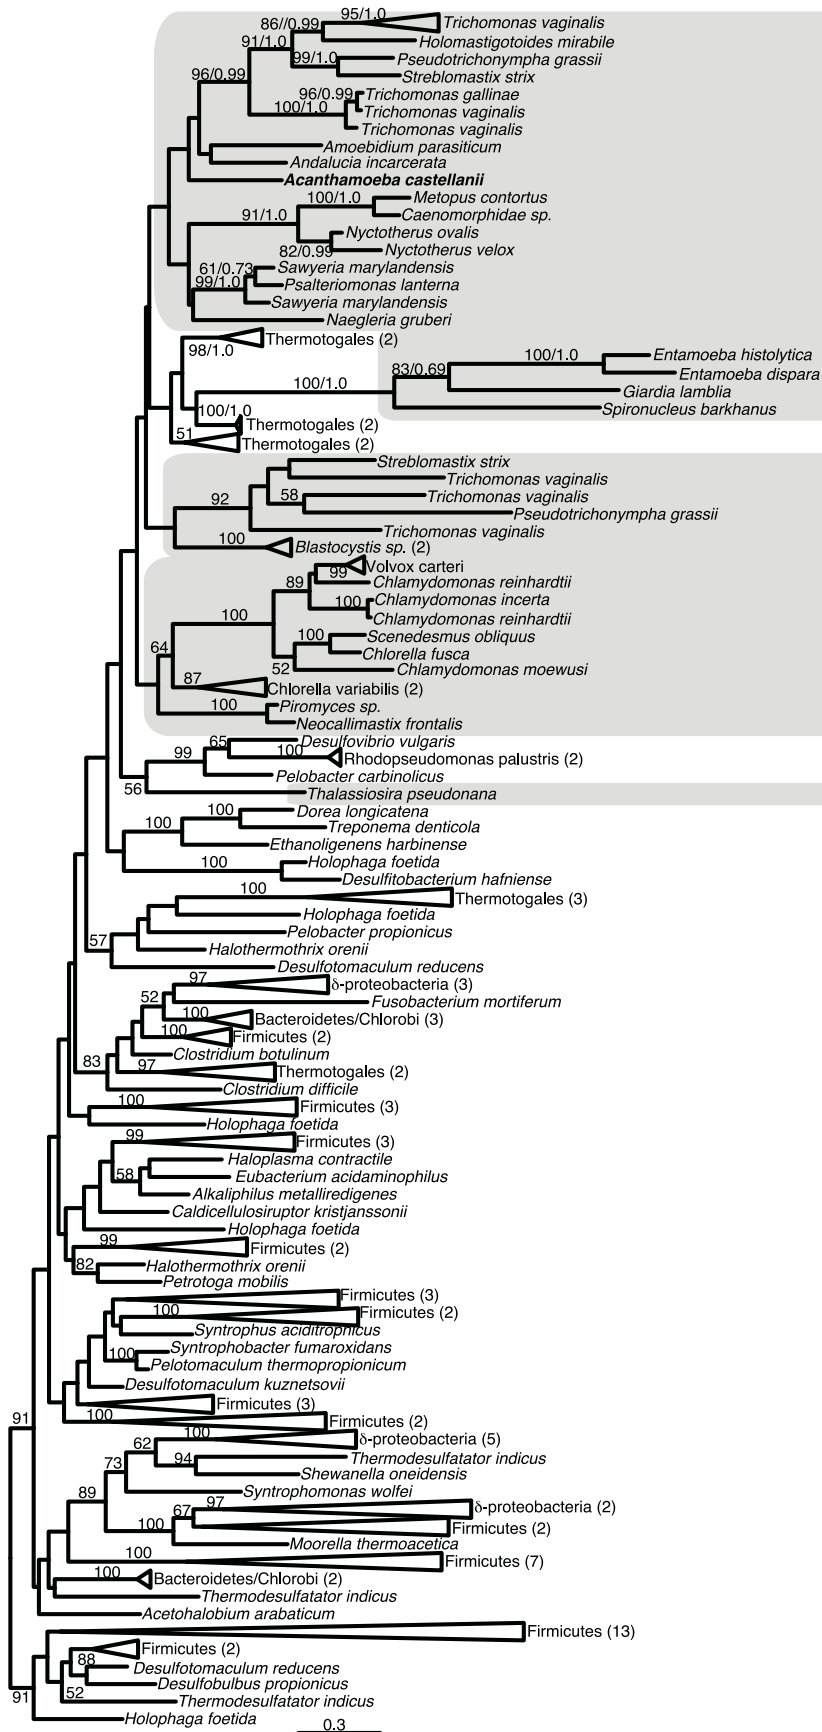 95/1.0
Trichomonas vaginalis
86//0.99
Holomastigotoides mirabile
91/1.0
Pseudotrichonympha grassii
99/1.0
Streblomastix strix
96/0.99
Trichomonas gallinae
96/0.99
Trichomonas vaginalis
100/1.0
Trichomonas vaginalis
Amoebidium parasiticum
Andalucia incarcerata
Acanthamoeba castellanii
Metopus contortus
100/1.0
Caenomorphidae sp.
91/1.0
Nyctotherus ovalis
Nyctotherus velox
82/0.99
Sawyeria marylandensis
61/0.73
Psalteriomonas lanterna
99/1.0
Sawyeria marylandensis
Naegleria gruberi
Thermotogales (2)
98/1.0
Entamoeba histolytica
100/1.0
Entamoeba dispara
83/0.69
Giardia lamblia
100/1.0
Spironucleus barkhanus
100/1.0
Thermotogales (2)
51
Thermotogales (2)
Streblomastix strix
Trichomonas vaginalis
92
Trichomonas vaginalis
58
Pseudotrichonympha grassii
Trichomonas vaginalis
100
Blastocystis sp. (2)
Volvox carteri
99
Chlamydomonas reinhardtii
89
Chlamydomonas incerta
100
Chlamydomonas reinhardtii
100
Scenedesmus obliquus
100
Chlorella fusca
64
52
Chlamydomonas moewusi
87
Chlorella variabilis (2)
Piromyces sp.
100
Neocallimastix frontalis
Desulfovibrio vulgaris
65
99
100
Rhodopseudomonas palustris (2)
Pelobacter carbinolicus
56
Thalassiosira pseudonana
Dorea longicatena
100
Treponema denticola
100
Ethanoligenens harbinense
Holophaga foetida
100
Desulfitobacterium hafniense
100
Thermotogales (3)
Holophaga foetida
Pelobacter propionicus
57
Halothermothrix orenii
Desulfotomaculum reducens
97
δ-proteobacteria (3)
52
Fusobacterium mortiferum
100
Bacteroidetes/Chlorobi (3)
100
Firmicutes (2)
Clostridium botulinum
83
97
Thermotogales (2)
Clostridium difficile
100
Firmicutes (3)
Holophaga foetida
99
Firmicutes (3)
Haloplasma contractile
58
Eubacterium acidaminophilus
Alkaliphilus metalliredigenes
Caldicellulosiruptor kristjanssonii
Holophaga foetida
99
Firmicutes (2)
82
Halothermothrix orenii
Petrotoga mobilis
Firmicutes (3)
100
Firmicutes (2)
Syntrophus aciditrophicus
Syntrophobacter fumaroxidans
100
Pelotomaculum thermopropionicum
Desulfotomaculum kuznetsovii
Firmicutes (3)
91
100
Firmicutes (2)
100
δ-proteobacteria (5)
62
Thermodesulfatator indicus
94
Shewanella oneidensis
73
Syntrophomonas wolfei
89
97
δ-proteobacteria (2)
67
Firmicutes (2)
100
Moorella thermoacetica
100
Firmicutes (7)
100
Bacteroidetes/Chlorobi (2)
Thermodesulfatator indicus
Acetohalobium arabaticum
Firmicutes (13)
Firmicutes (2)
88
Desulfotomaculum reducens
Desulfobulbus propionicus
91
52
Thermodesulfatator indicus
Holophaga foetida
0.3